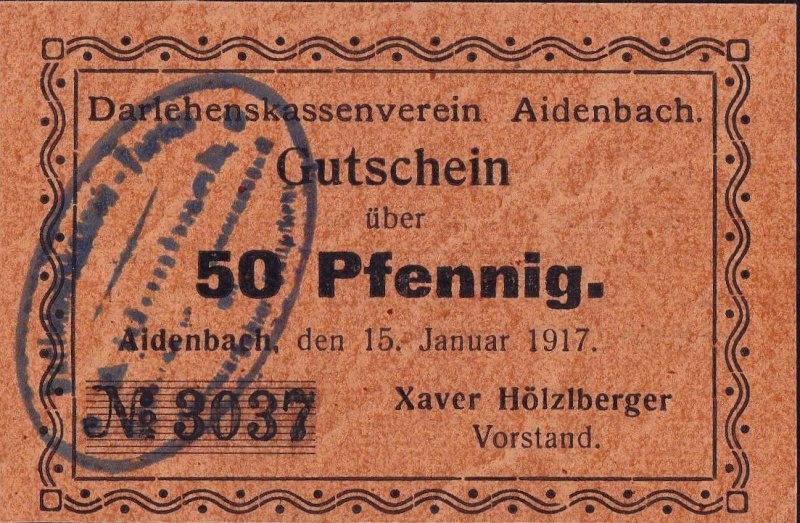 Darlehenskassenverein Aidenbach.
Gutschein
über
50 Pfennig.
Aidenbach, den 15. Januar 1917.
№ 3037
Xaver Hölzlberger
Vorstand.